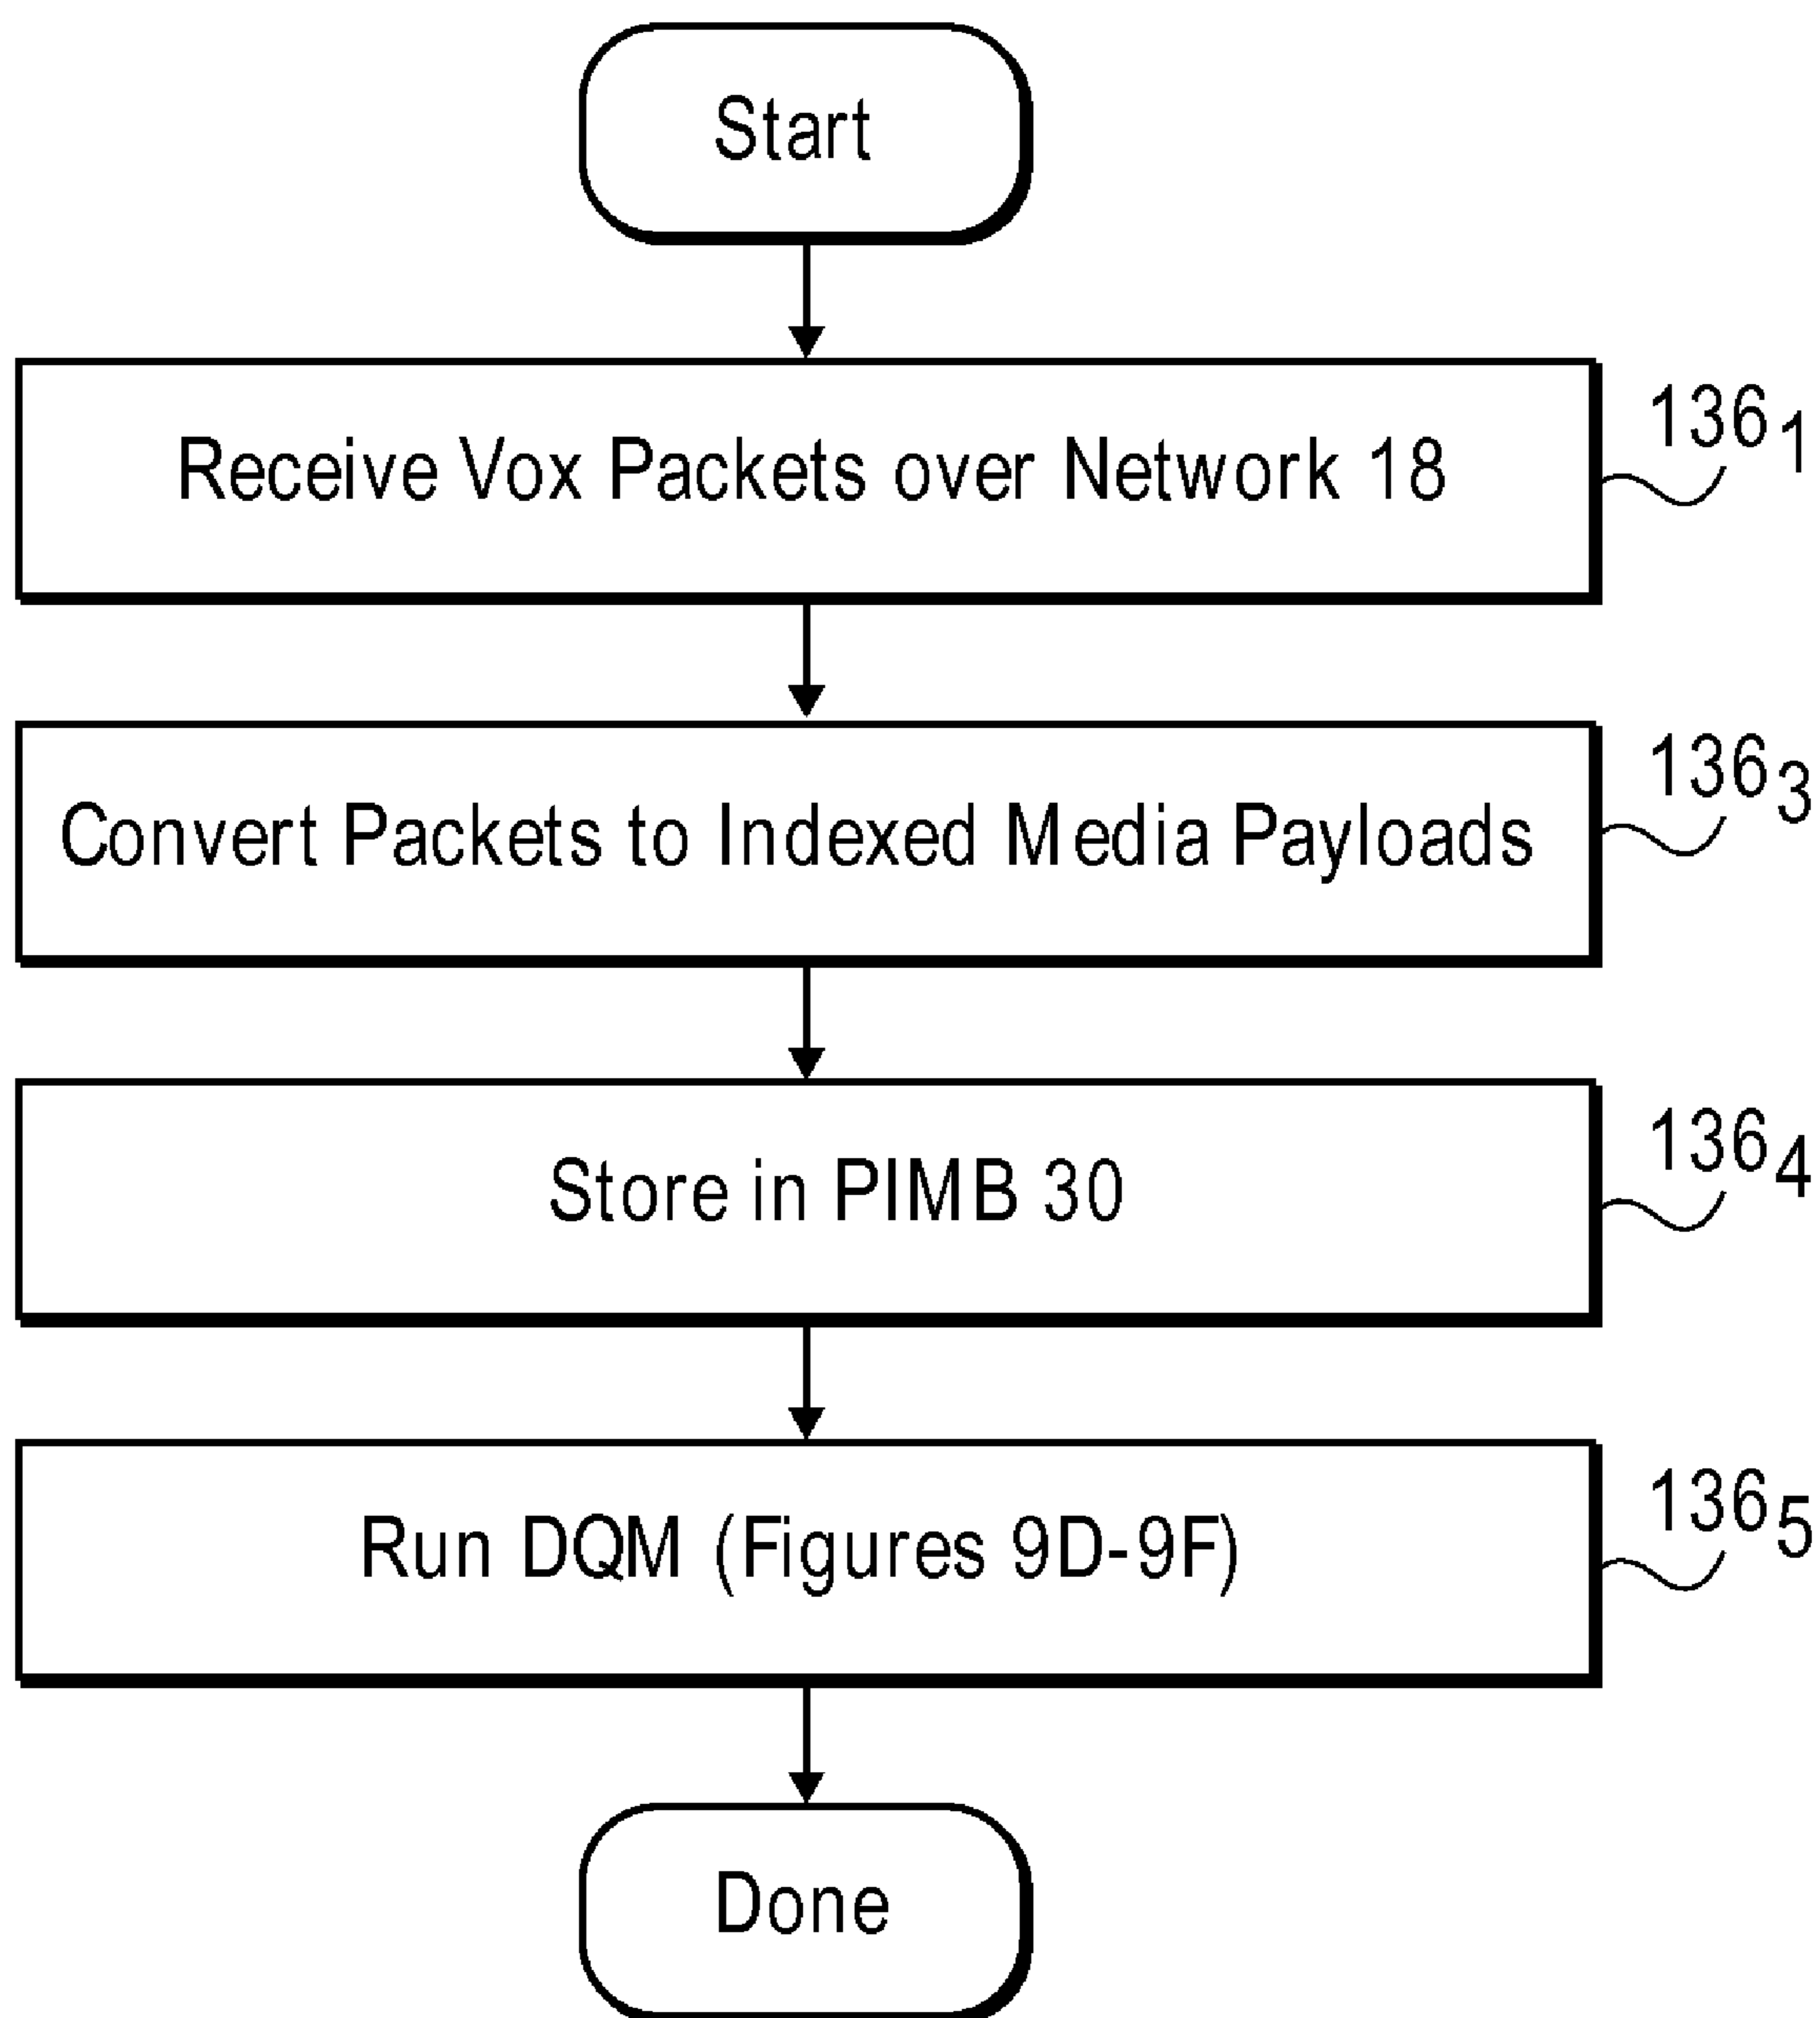 Start
Receive Vox Packets over Network 18
136₁
Convert Packets to Indexed Media Payloads
136₃
Store in PIMB 30
136₄
Run DQM (Figures 9D-9F)
136₅
Done